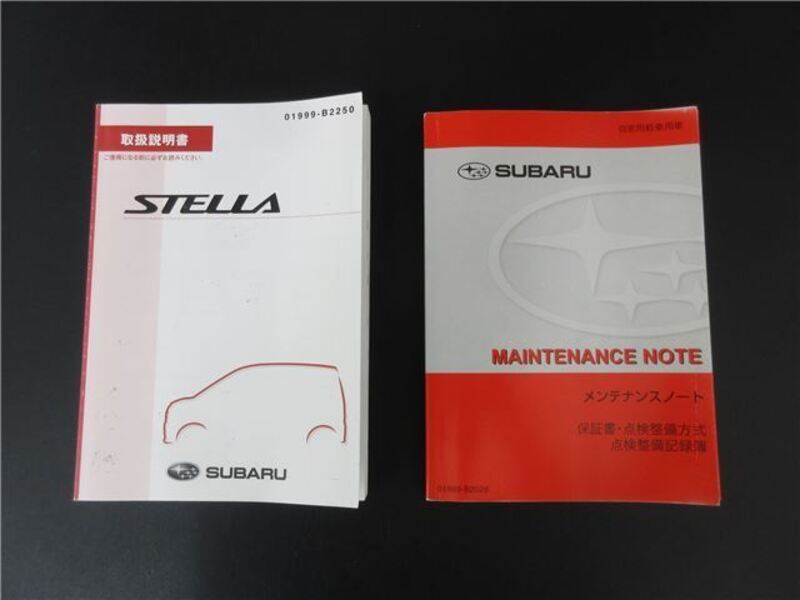 01999-B2250
取扱説明書
ご使用になる前に必ずお読みください。
STELLA
SUBARU
自家用軽乗用車
SUBARU
MAINTENANCE NOTE
メンテナンスノート
保証書・点検整備方式
点検整備記録簿
01999-B2026